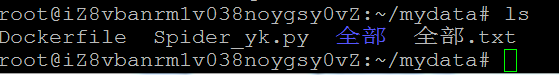 root@iZ8vbanrm1v038noygsy0vZ:~/mydata# ls
Dockerfile  Spider_yk.py  全部  全部.txt
root@iZ8vbanrm1v038noygsy0vZ:~/mydata#